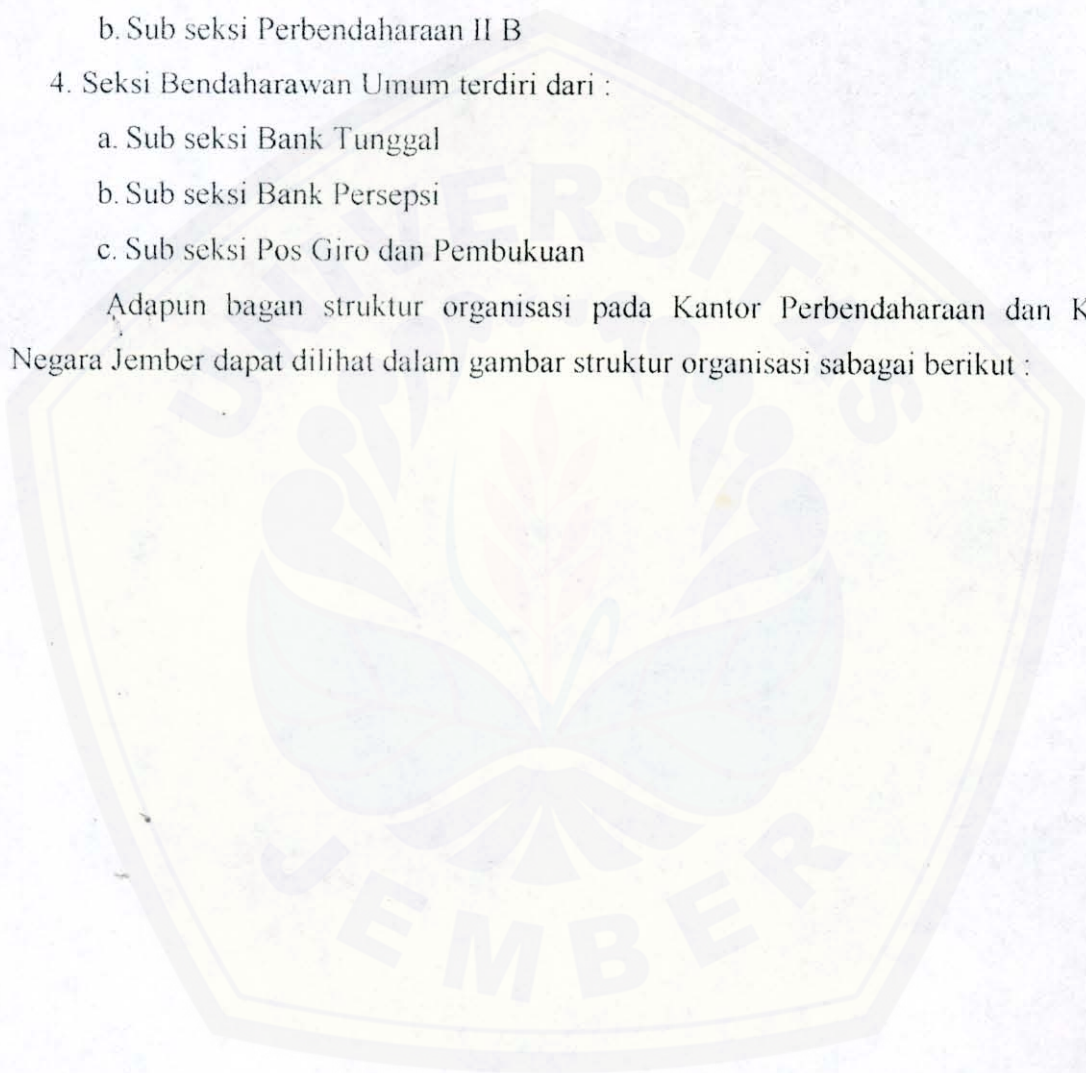 b. Sub seksi Perbendaharaan II B
4. Seksi Bendaharawan Umum terdiri dari :
a. Sub seksi Bank Tunggal
b. Sub seksi Bank Persepsi
c. Sub seksi Pos Giro dan Pembukuan
Adapun bagan struktur organisasi pada Kantor Perbendaharaan dan K
Negara Jember dapat dilihat dalam gambar struktur organisasi sabagai berikut :
UNIVERSITAS
JEMBER